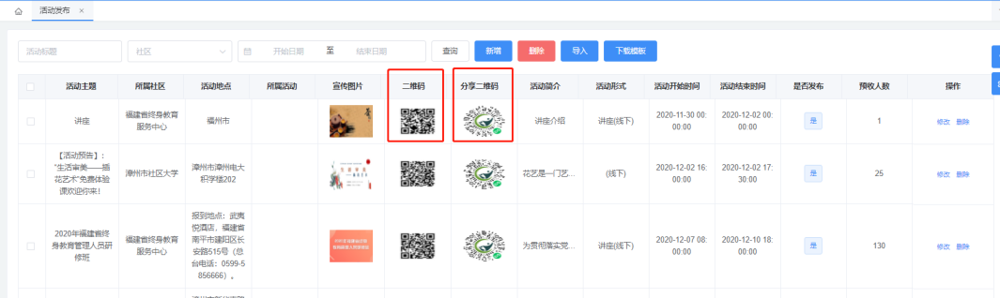 活动发布 ×
活动标题 社区 开始日期 至 结束日期 查询 新增 删除 导入 下载模板
活动主题 所属社区 活动地点 所属活动 宣传图片 二维码 分享二维码 活动简介 活动形式 活动开始时间 活动结束时间 是否发布 预收人数 操作
讲座
福建省终身教育
服务中心
福州市
讲座介绍
讲座(线下)
2020-11-30 00:
00:00
2020-12-02 00:
00:00
是
1
修改 删除
【活动预告】:
“生活审美——插
花艺术”免费体验
课欢迎你来!
漳州市社区大学
漳州市漳州电大
积学楼202
花艺是一门艺...
(线下)
2020-12-02 16:
00:00
2020-12-02 17:
30:00
是
25
修改 删除
2020年福建省终
身教育管理人员研
修班
福建省终身教育
服务中心
报到地点：武夷
悦酒店，福建省
南平市建阳区长
安路515号（总
台电话：0599-5
856666）。
为贯彻落实党...
讲座(线下)
2020-12-07 08:
00:00
2020-12-10 18:
00:00
是
130
修改 删除